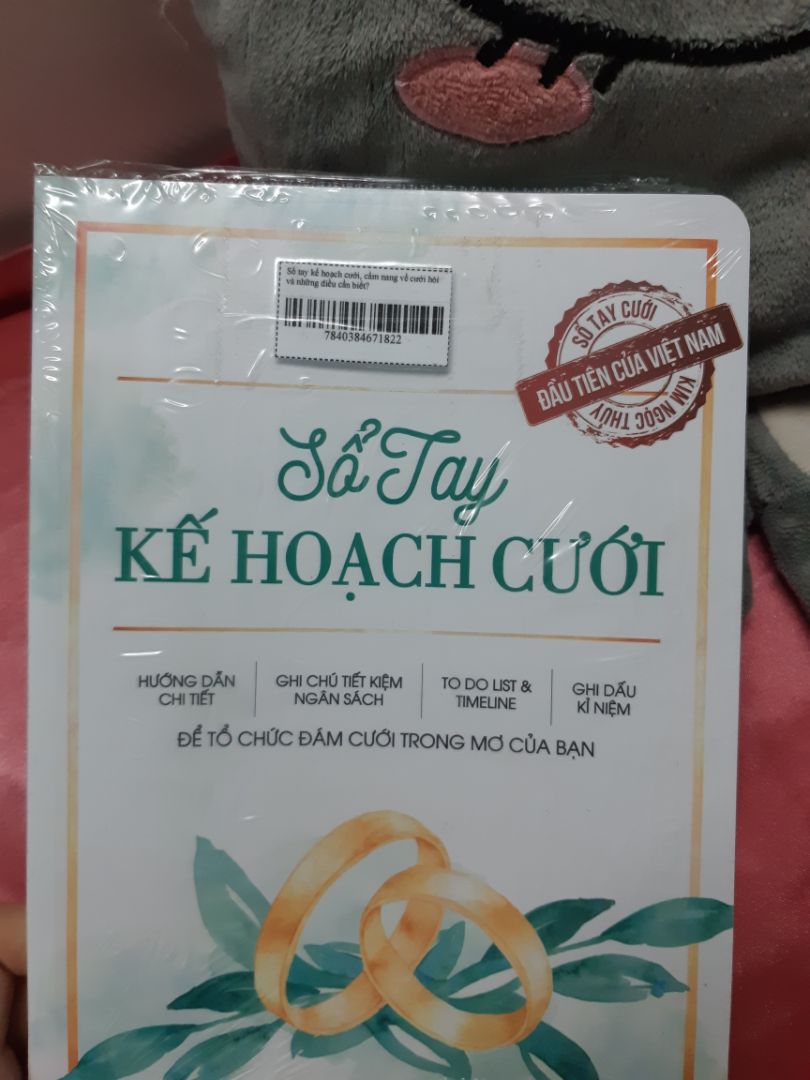 Sổ tay kế hoạch cưới, cẩm nang về cưới hỏi
và những điều cần biết?
7840384671822
SỔ TAY CƯỚI
ĐẦU TIÊN CỦA VIỆT NAM
KIM NGỌC THỦY
Sổ Tay
KẾ HOẠCH CƯỚI
HƯỚNG DẪN
CHI TIẾT
GHI CHÚ TIẾT KIỆM
NGÂN SÁCH
TO DO LIST &
TIMELINE
GHI DẤU
KỈ NIỆM
ĐỂ TỔ CHỨC ĐÁM CƯỚI TRONG MƠ CỦA BẠN